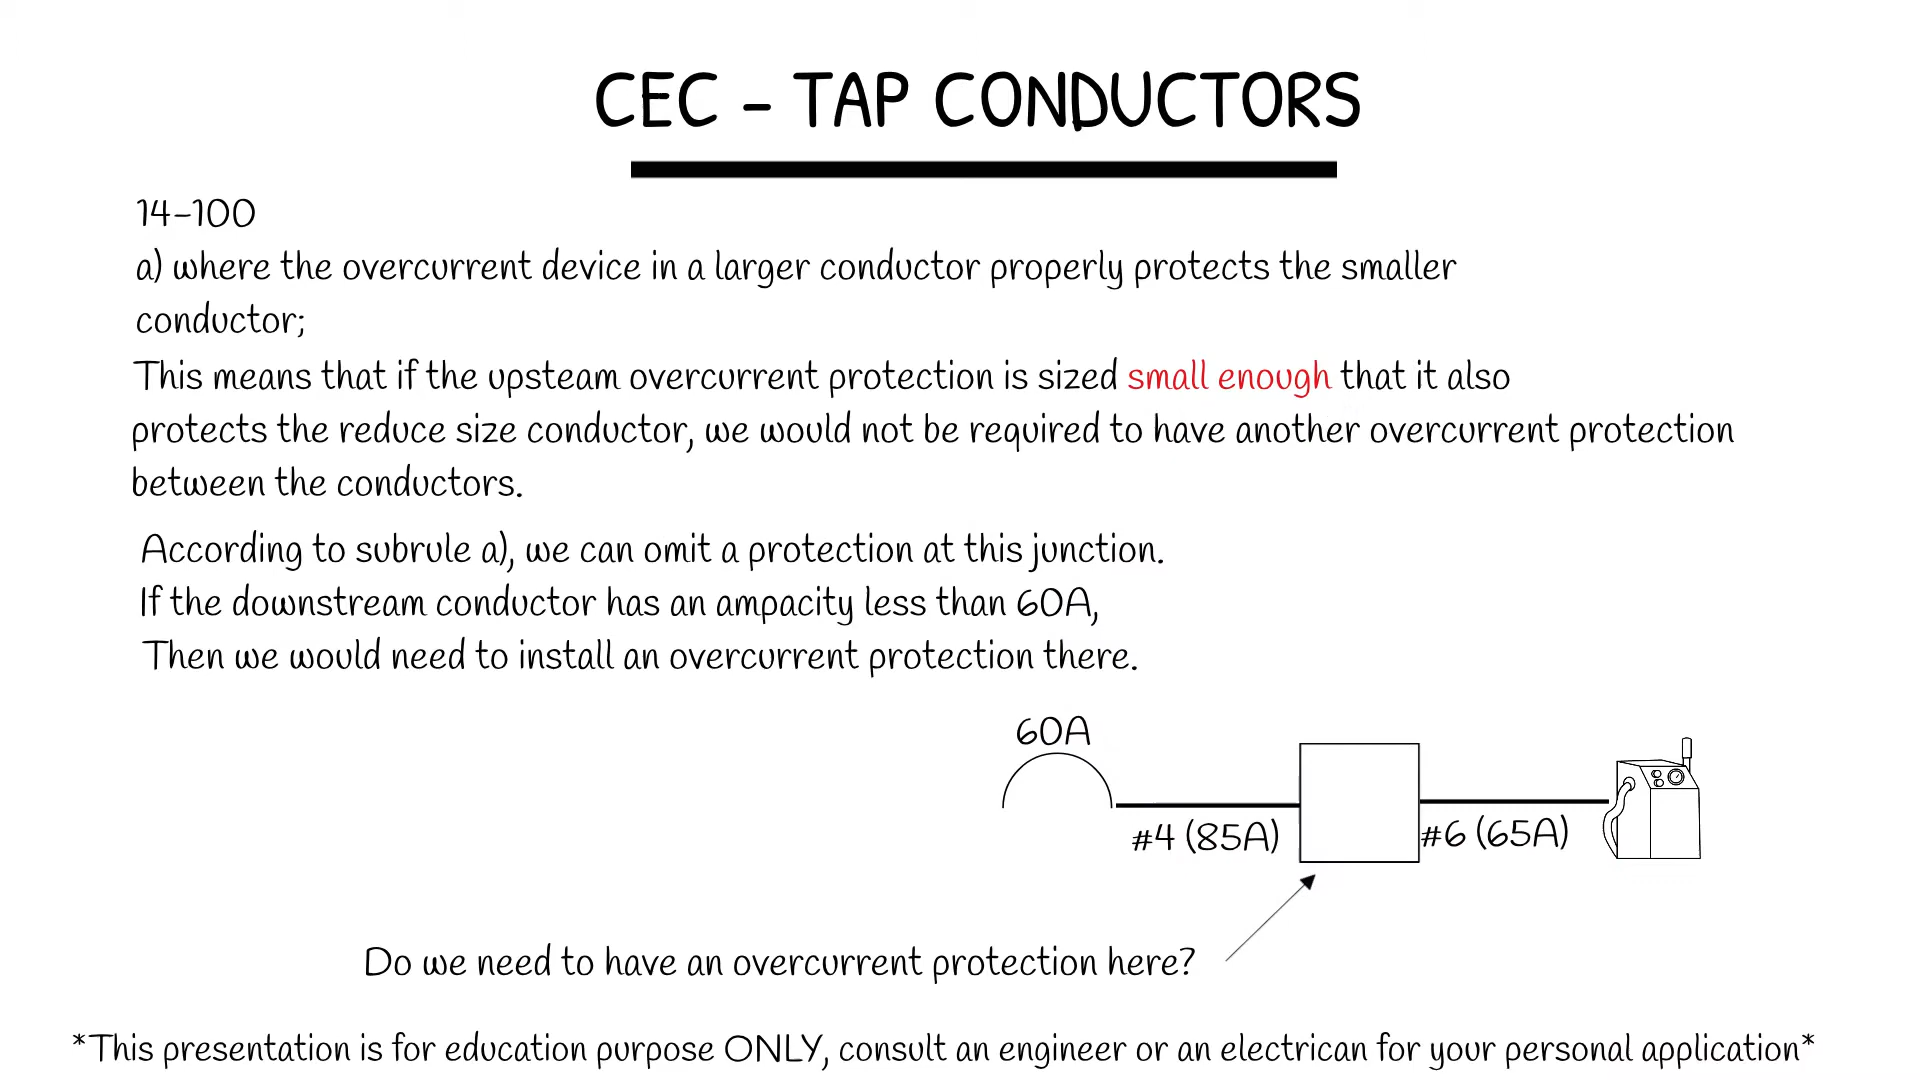 CEC - TAP CONDUCTORS
14-100
a) where the overcurrent device in a larger conductor properly protects the smaller
conductor;
This means that if the upsteam overcurrent protection is sized small enough that it also
protects the reduce size conductor, we would not be required to have another overcurrent protection
between the conductors.
According to subrule a), we can omit a protection at this junction.
If the downstream conductor has an ampacity less than 60A,
Then we would need to install an overcurrent protection there.
60A
#4 (85A)
#6 (65A)
Do we need to have an overcurrent protection here?
*This presentation is for education purpose ONLY, consult an engineer or an electrican for your personal application*